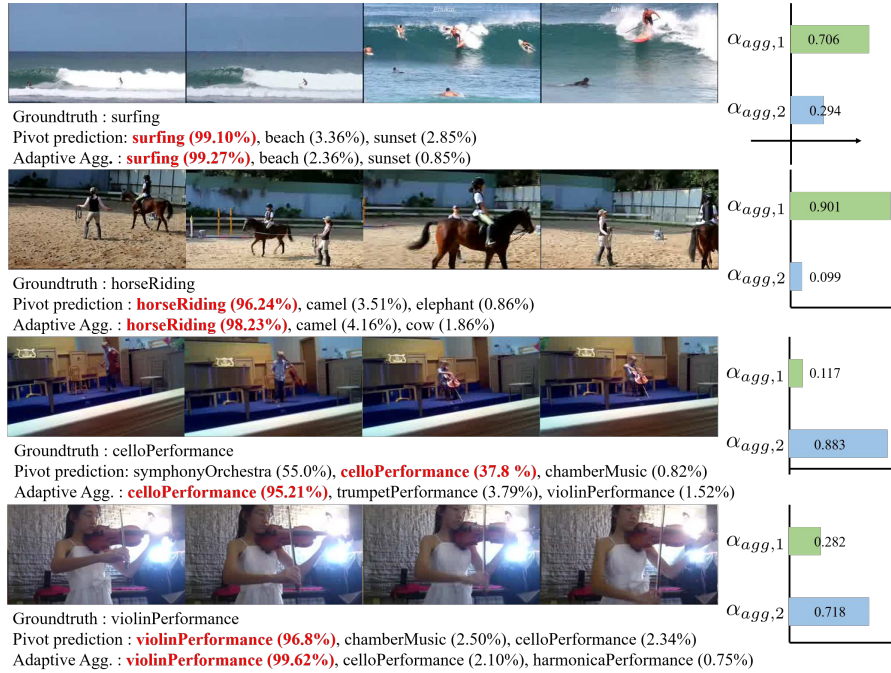 α_agg,1 0.706
α_agg,2 0.294
Groundtruth : surfing
Pivot prediction: surfing (99.10%), beach (3.36%), sunset (2.85%)
Adaptive Agg. : surfing (99.27%), beach (2.36%), sunset (0.85%)
α_agg,1 0.901
α_agg,2 0.099
Groundtruth : horseRiding
Pivot prediction : horseRiding (96.24%), camel (3.51%), elephant (0.86%)
Adaptive Agg. : horseRiding (98.23%), camel (4.16%), cow (1.86%)
α_agg,1 0.117
α_agg,2 0.883
Groundtruth : celloPerformance
Pivot prediction: symphonyOrchestra (55.0%), celloPerformance (37.8 %), chamberMusic (0.82%)
Adaptive Agg. : celloPerformance (95.21%), trumpetPerformance (3.79%), violinPerformance (1.52%)
α_agg,1 0.282
α_agg,2 0.718
Groundtruth : violinPerformance
Pivot prediction : violinPerformance (96.8%), chamberMusic (2.50%), celloPerformance (2.34%)
Adaptive Agg. : violinPerformance (99.62%), celloPerformance (2.10%), harmonicaPerformance (0.75%)